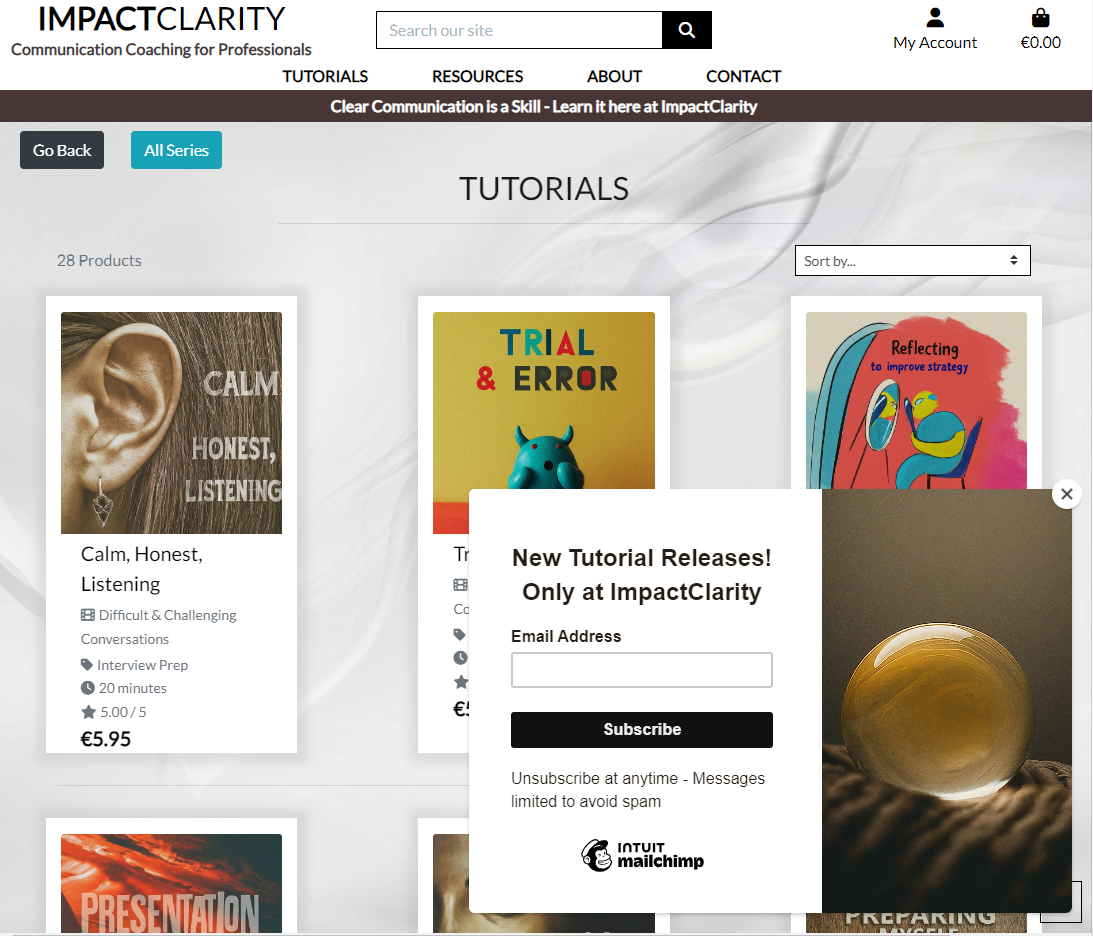 IMPACTCLARITY
Communication Coaching for Professionals
Search our site
My Account
€0.00
TUTORIALS
RESOURCES
ABOUT
CONTACT
Clear Communication is a Skill - Learn it here at ImpactClarity
Go Back
All Series
TUTORIALS
28 Products
Sort by...
CALM
HONEST,
LISTENING
Calm, Honest,
Listening
Difficult & Challenging
Conversations
Interview Prep
20 minutes
5.00 / 5
€5.95
TRIAL
& ERROR
Tr
Co
€5
Reflecting
to improve strategy
New Tutorial Releases!
Only at ImpactClarity
Email Address
Subscribe
Unsubscribe at anytime - Messages
limited to avoid spam
INTUIT
mailchimp
PRESENTATION
PREPARING
MYSELF